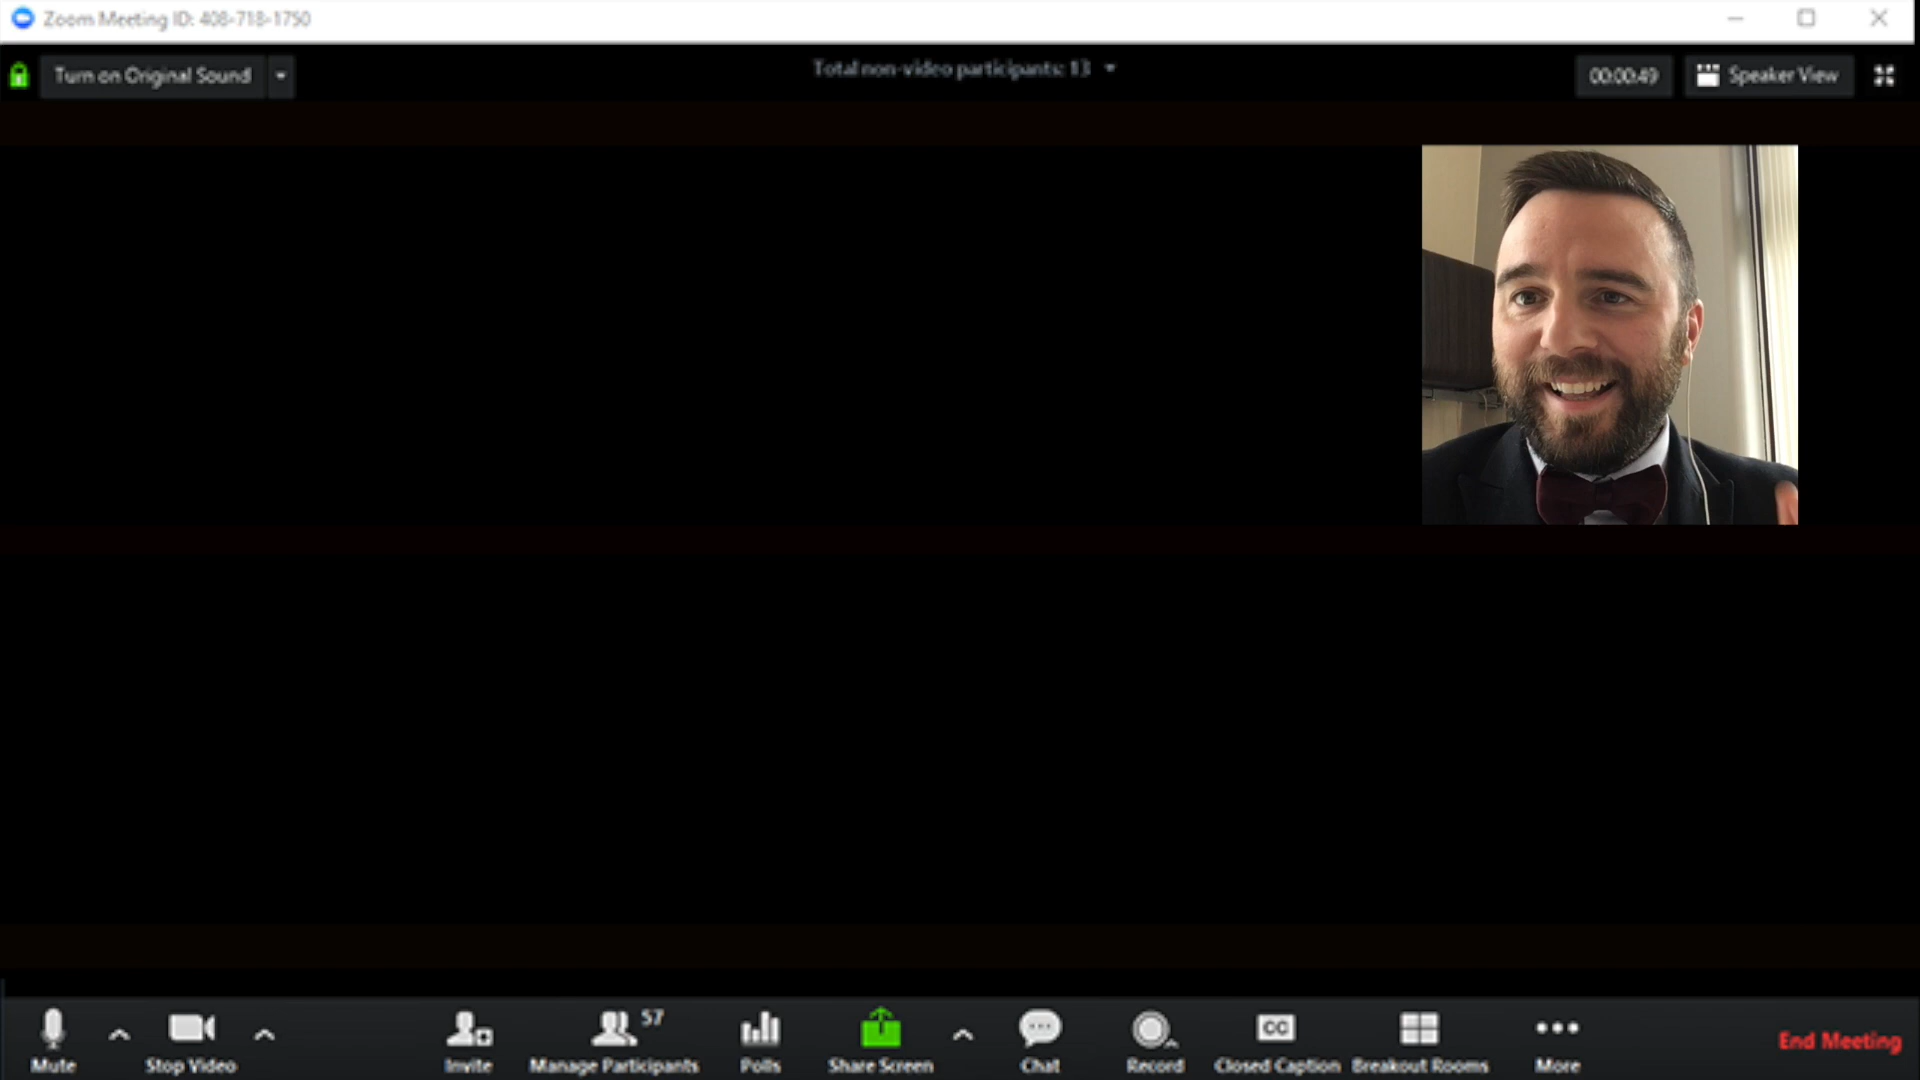 Zoom Meeting ID: 408-718-1750
Turn on Original Sound
Total non-video participants: 13
00:00:49
Speaker View
57
Mute
Stop Video
Invite
Manage Participants
Polls
Share Screen
Chat
Record
CC
Closed Caption
Breakout Rooms
More
End Meeting